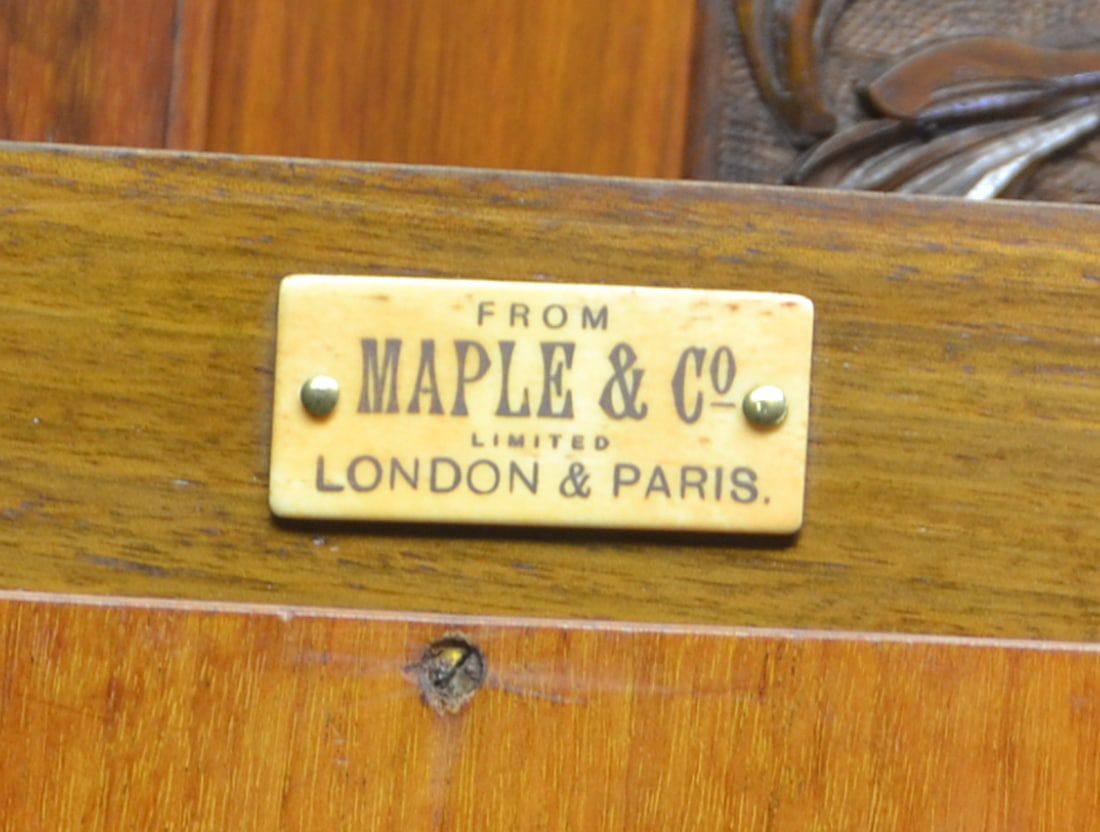 FROM
MAPLE & Cº
LIMITED
LONDON & PARIS.